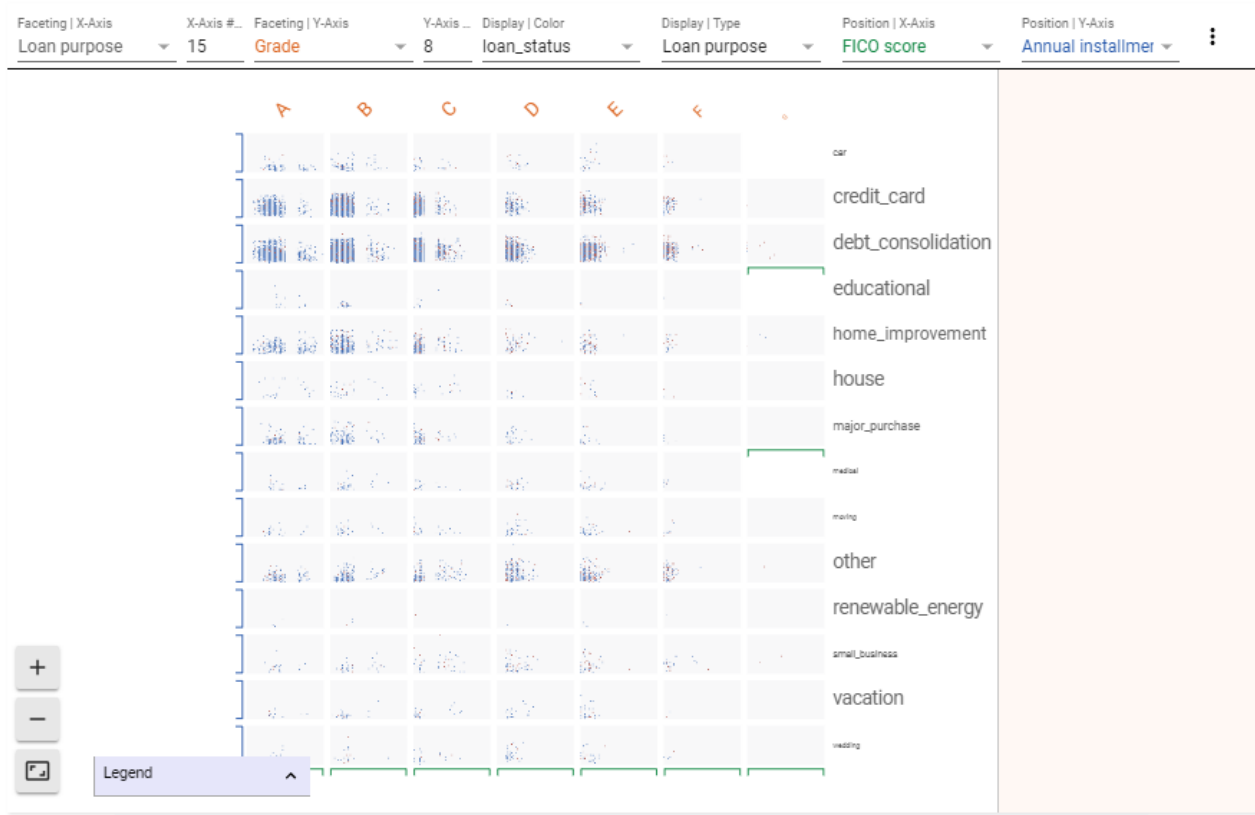 Faceting | X-Axis
X-Axis #...
Faceting | Y-Axis
Y-Axis ...
Display | Color
Display | Type
Position | X-Axis
Position | Y-Axis
Loan purpose
15
Grade
8
loan_status
Loan purpose
FICO score
Annual installmer
A
B
C
D
E
F
car
credit_card
debt_consolidation
educational
home_improvement
house
major_purchase
medical
moving
other
renewable_energy
small_business
vacation
wedding
Legend